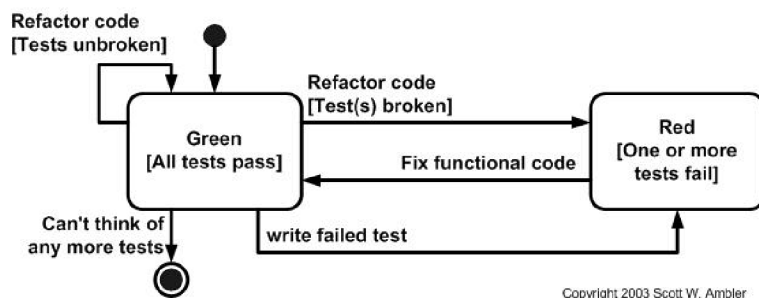 Refactor code
[Tests unbroken]
Refactor code
[Test(s) broken]
Green
[All tests pass]
Red
[One or more
tests fail]
Fix functional code
Can't think of
any more tests
write failed test
Copyright 2003 Scott W. Ambler